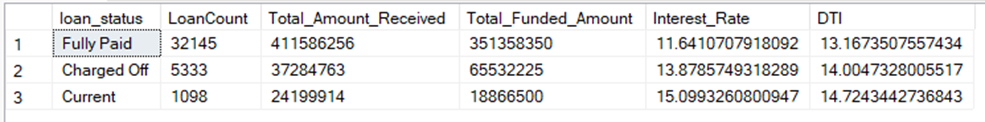 loan_status LoanCount Total_Amount_Received Total_Funded_Amount Interest_Rate DTI
1 Fully Paid 32145 411586256 351358350 11.6410707918092 13.1673507557434
2 Charged Off 5333 37284763 65532225 13.8785749318289 14.0047328005517
3 Current 1098 24199914 18866500 15.0993260800947 14.7243442736843